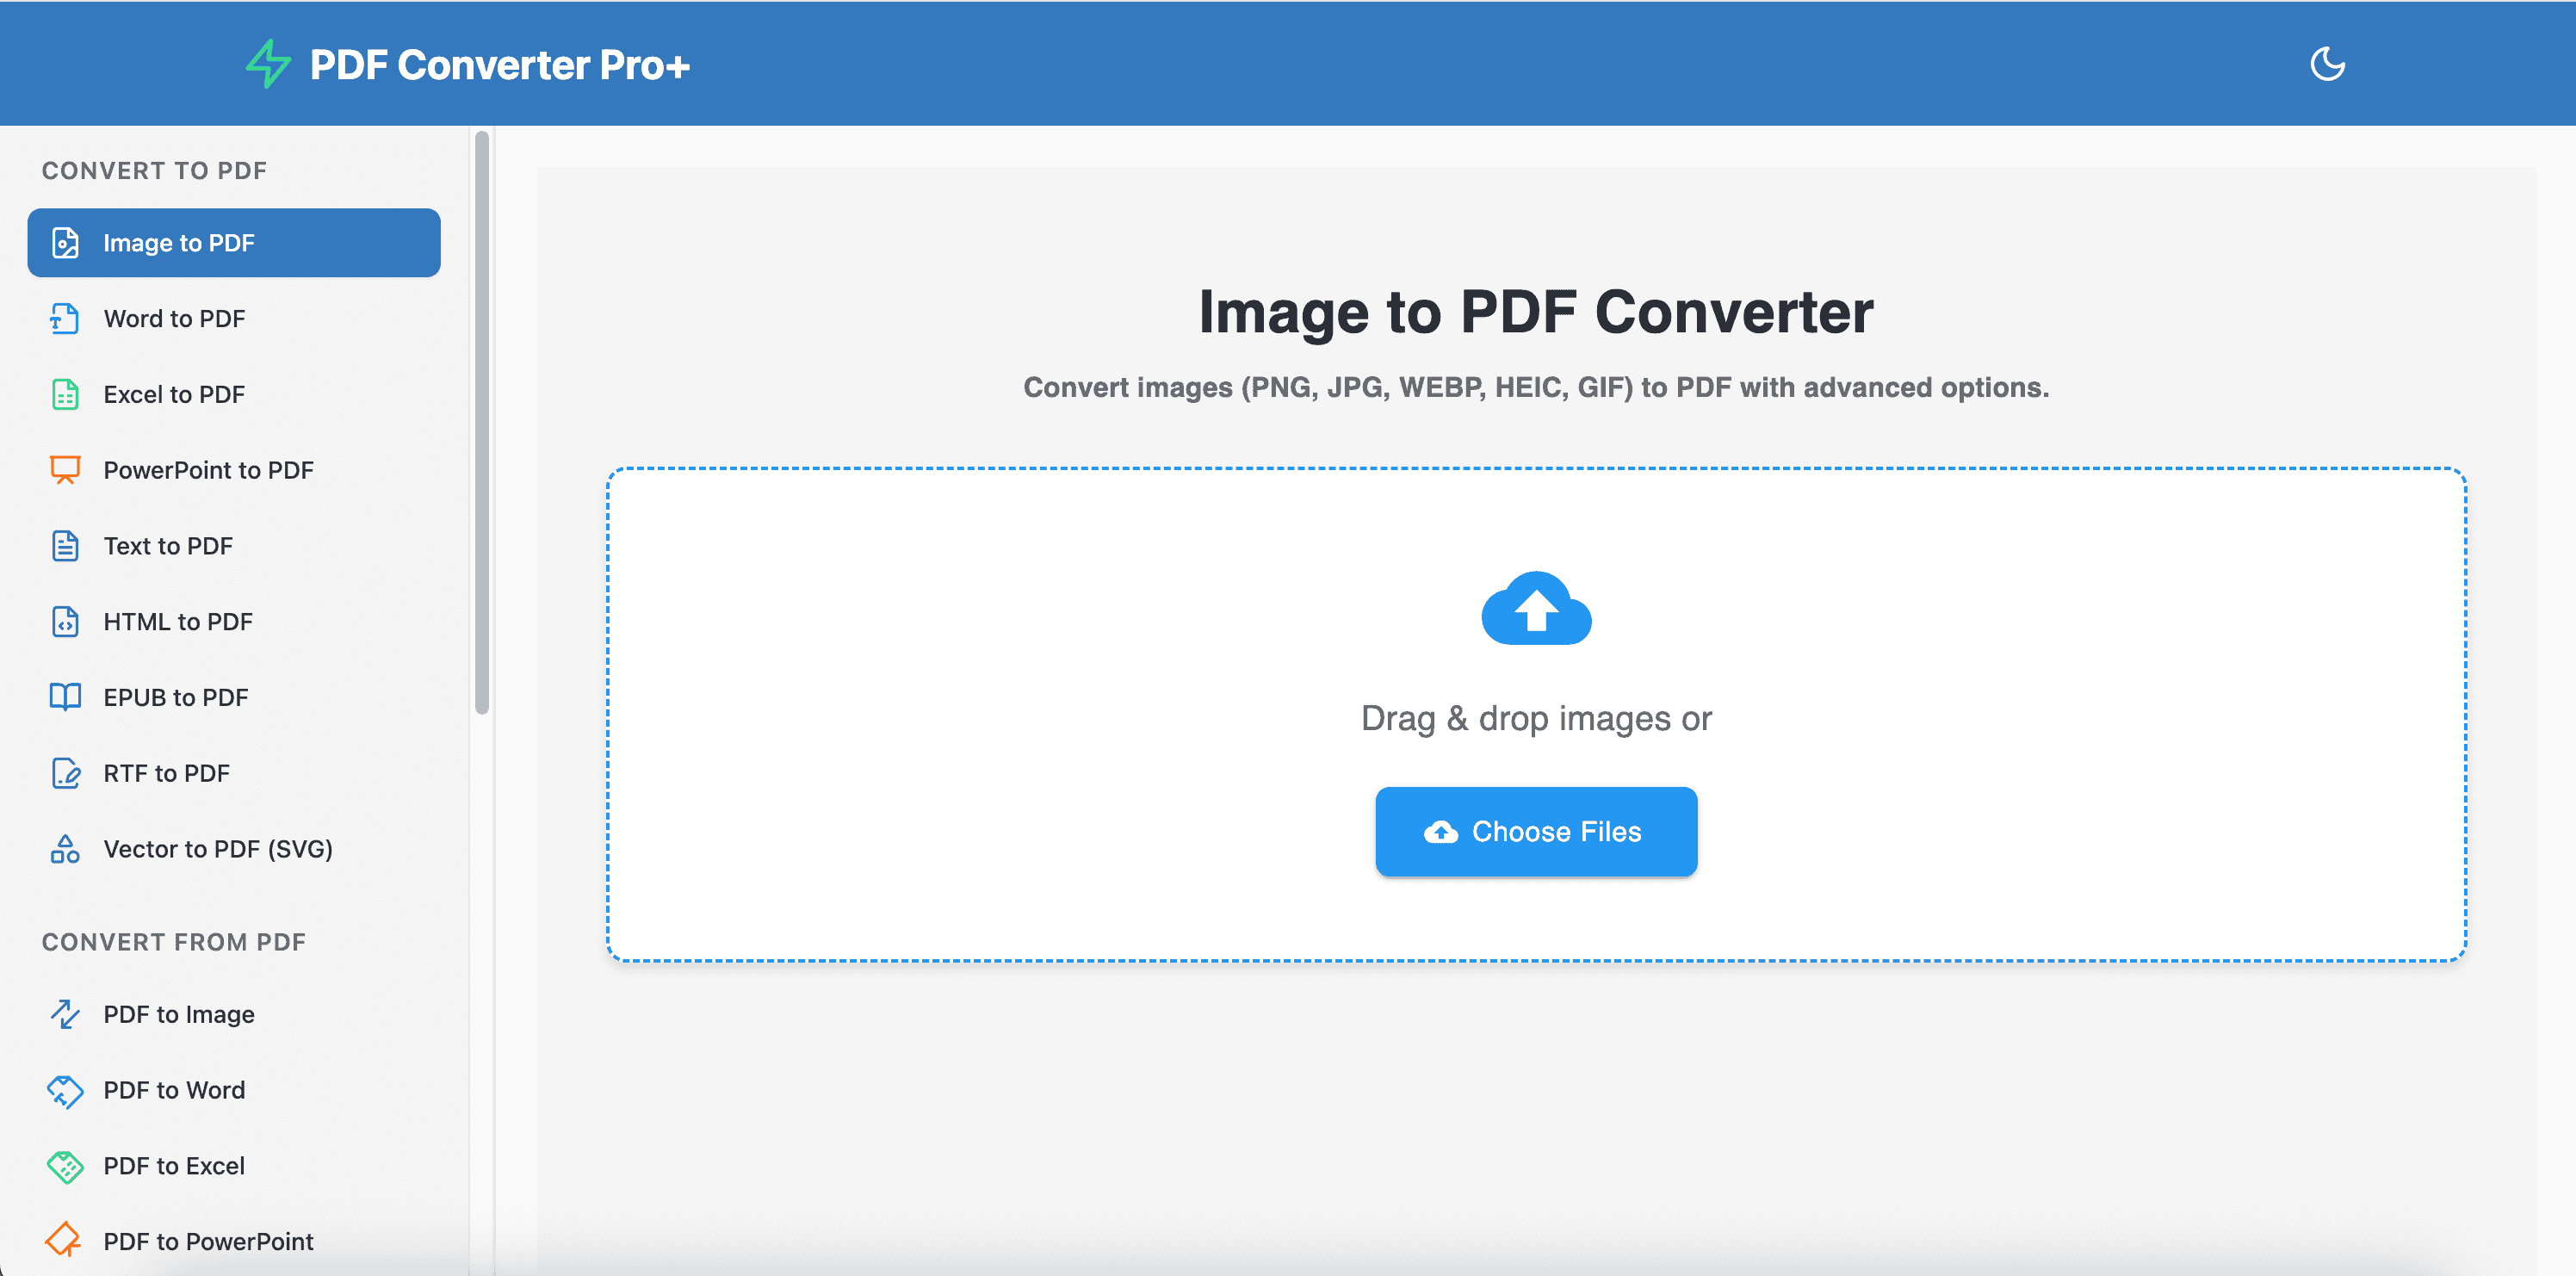 PDF Converter Pro+
CONVERT TO PDF
Image to PDF
Word to PDF
Excel to PDF
PowerPoint to PDF
Text to PDF
HTML to PDF
EPUB to PDF
RTF to PDF
Vector to PDF (SVG)
CONVERT FROM PDF
PDF to Image
PDF to Word
PDF to Excel
PDF to PowerPoint
Image to PDF Converter
Convert images (PNG, JPG, WEBP, HEIC, GIF) to PDF with advanced options.
Drag & drop images or
Choose Files